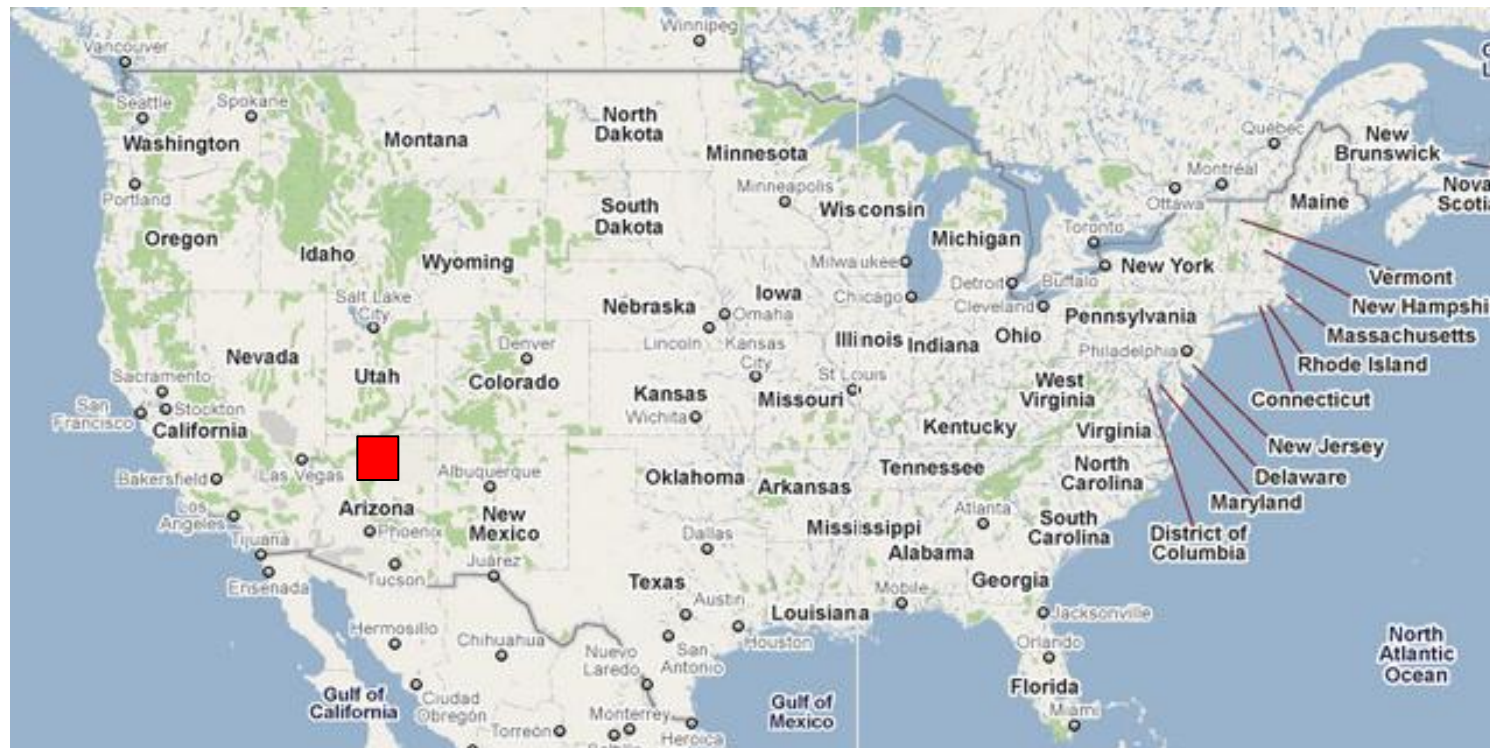 Winnipeg
Vancouver
Seattle
Spokane
Washington
Montana
North
Dakota
Minnesota
Québec
New
Brunswick
Montréal
Ottawa
Maine
Nova
Portland
Minneapolis
South
Dakota
Wisconsin
Oregon
Idaho
Wyoming
Michigan
Toronto
New York
Milwaukee
Detroit
Buffalo
Vermont
Salt Lake
City
Nebraska
Iowa
Omaha
Chicago
Cleveland
Pennsylvania
New Hampshi
Massachusetts
Rhode Island
Connecticut
Nevada
Utah
Denver
Colorado
Lincoln
Kansas
City
Illinois
Indiana
Ohio
Philadelphia
Sacramento
Stockton
San
Francisco
California
Kansas
Wichita
Missouri
St Louis
West
Virginia
Kentucky
Virginia
New Jersey
Delaware
Maryland
District of
Columbia
Bakersfield
Las Vegas
Albuquerque
Oklahoma
Arkansas
Tennessee
North
Carolina
Los
Angeles
Arizona
Phoenix
New
Mexico
Dallas
Mississippi
Alabama
Atlanta
South
Carolina
Tijuana
Ensenada
Tucson
Juárez
Texas
Austin
Louisiana
Mobile
Georgia
Jacksonville
Hermosillo
Chihuahua
Nuevo
Laredo
San
Antonio
Houston
Orlando
North
Atlantic
Ocean
Gulf of
California
Ciudad
Obregón
Torreón
Monterrey
Heroica
Gulf of
Mexico
Florida
Miami